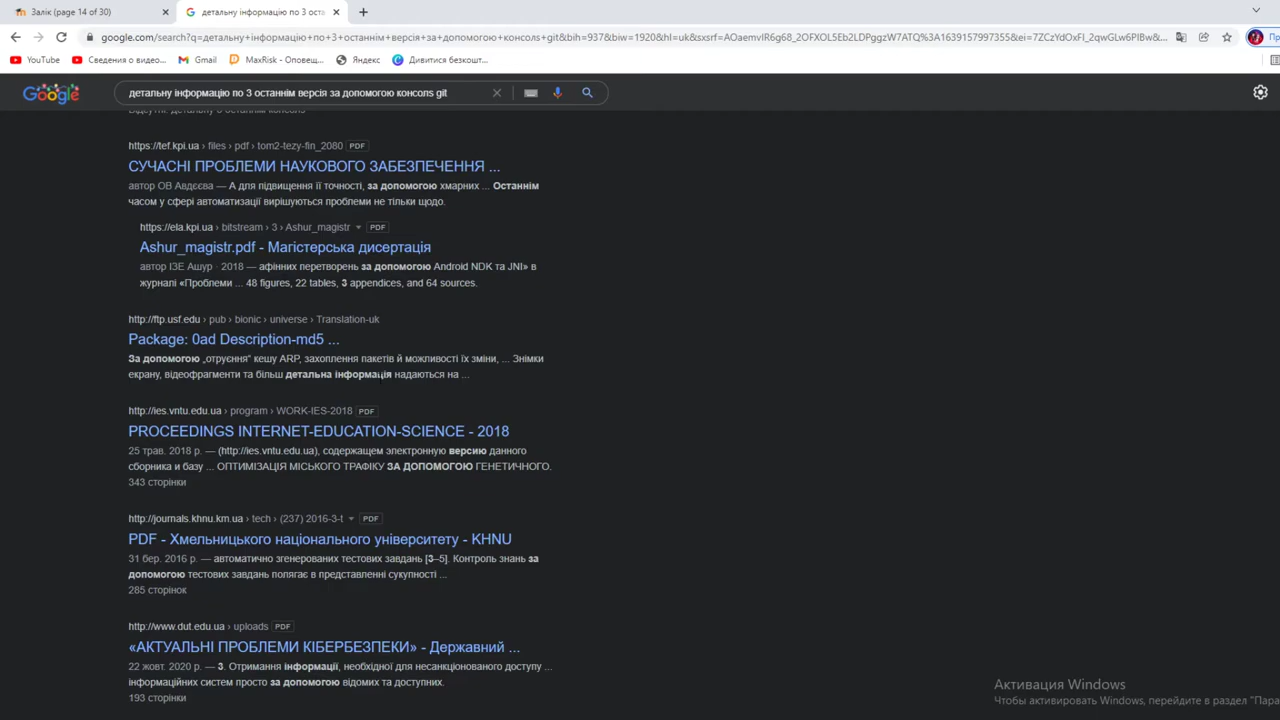 Залік (page 14 of 30)
детальну інформацію по 3 оста
google.com/search?q=детальну+інформацію+по+3+останнім+версія+за+допомогою+консолs+git&bih=937&biw=1920&hl=uk&sxsrf=AOaemvIR6g68_2OFXOL5Eb2LDPggzW7ATQ%3A1639157997355&ei=7ZCzYdOxFI_2qwGLw6PIBw&...
YouTube
Сведения о видео...
Gmail
MaxRisk - Оповещ...
Яндекс
Дивитися безкошт...
Google
детальну інформацію по 3 останнім версія за допомогою консолs git
Відсутні: детальну 3 останнім консолs
https://tef.kpi.ua › files › pdf › tom2-tezy-fin_2080 PDF
СУЧАСНІ ПРОБЛЕМИ НАУКОВОГО ЗАБЕЗПЕЧЕННЯ ...
автор ОВ Авдєєва — А для підвищення її точності, за допомогою хмарних ... Останнім
часом у сфері автоматизації вирішуються проблеми не тільки щодо.
https://ela.kpi.ua › bitstream › 3 › Ashur_magistr PDF
Ashur_magistr.pdf - Магістерська дисертація
автор ІЗЕ Ашур · 2018 — афінних перетворень за допомогою Android NDK та JNI» в
журналі «Проблеми ... 48 figures, 22 tables, 3 appendices, and 64 sources.
http://ftp.usf.edu › pub › bionic › universe › Translation-uk
Package: 0ad Description-md5 ...
За допомогою „отруєння“ кешу ARP, захоплення пакетів й можливості їх зміни, ... Знімки
екрану, відеофрагменти та більш детальна інформація надаються на ...
http://ies.vntu.edu.ua › program › WORK-IES-2018 PDF
PROCEEDINGS INTERNET-EDUCATION-SCIENCE - 2018
25 трав. 2018 р. — (http://ies.vntu.edu.ua), содержащем электронную версию данного
сборника и базу ... ОПТИМІЗАЦІЯ МІСЬКОГО ТРАФІКУ ЗА ДОПОМОГОЮ ГЕНЕТИЧНОГО.
343 сторінки
http://journals.khnu.km.ua › tech › (237) 2016-3-t PDF
PDF - Хмельницького національного університету - KHNU
31 бер. 2016 р. — автоматично згенерованих тестових завдань [3–5]. Контроль знань за
допомогою тестових завдань полягає в представленні сукупності ...
285 сторінок
http://www.dut.edu.ua › uploads PDF
«АКТУАЛЬНІ ПРОБЛЕМИ КІБЕРБЕЗПЕКИ» - Державний ...
22 жовт. 2020 р. — 3. Отримання інформації, необхідної для несанкціонованого доступу ...
інформаційних систем просто за допомогою відомих та доступних.
193 сторінки
Активация Windows
Чтобы активировать Windows, перейдите в раздел "Пара